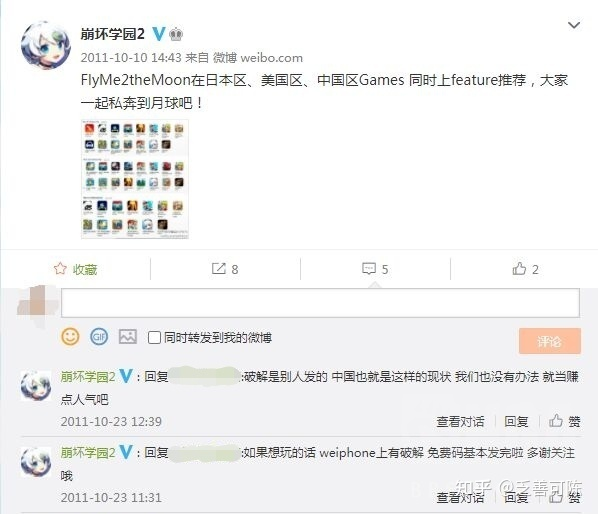 崩坏学园2
2011-10-10 14:43 来自 微博 weibo.com
FlyMe2theMoon在日本区、美国区、中国区Games 同时上feature推荐，大家
一起私奔到月球吧！
收藏
8
5
2
GIF
同时转发到我的微博
评论
崩坏学园2 V：回复 :破解是别人发的 中国也就是这样的现状 我们也没有办法 就当赚
点人气吧
2011-10-23 12:39 查看对话 回复 赞
崩坏学园2 V：回复 :如果想玩的话 weiphone上有破解 免费码基本发完啦 多谢关注
哦
2011-10-23 11:31 查看对话 回复 赞
知乎 @乏善可陈